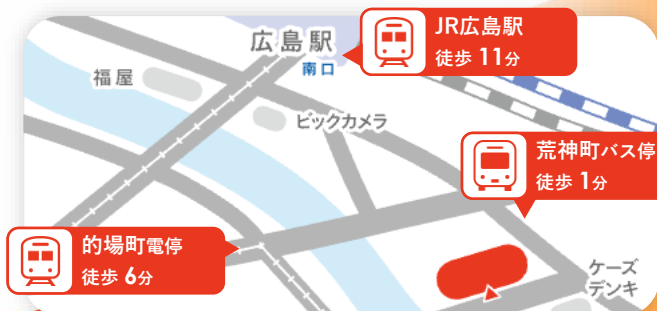 広島駅
南口
JR広島駅
徒歩 11分
福屋
ビックカメラ
荒神町バス停
徒歩 1分
的場町電停
徒歩 6分
ケーズ
デンキ